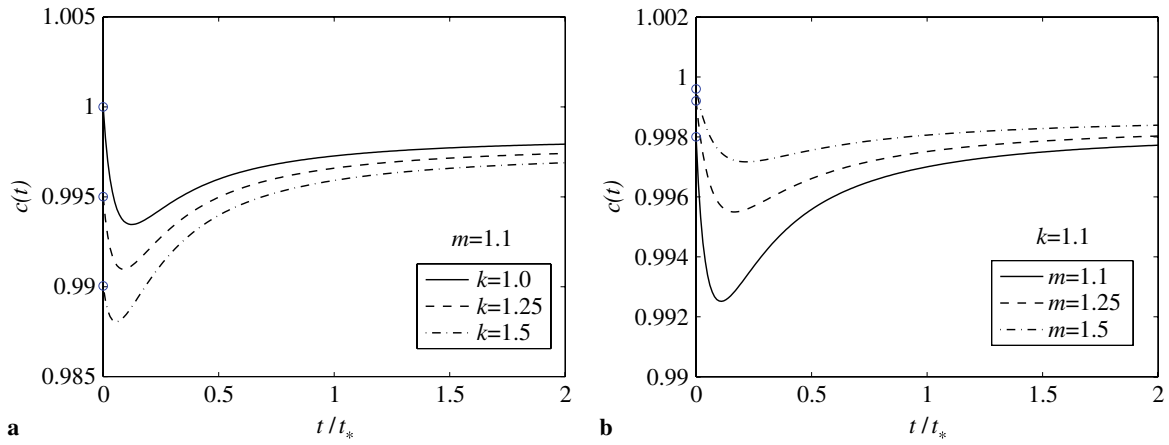 1.005
1
0.995
0.99
0.985
c(t)
0
0.5
1
1.5
2
t / t*
m=1.1
k=1.0
k=1.25
k=1.5
a
1.002
1
0.998
0.996
0.994
0.992
0.99
c(t)
0
0.5
1
1.5
2
t / t*
k=1.1
m=1.1
m=1.25
m=1.5
b